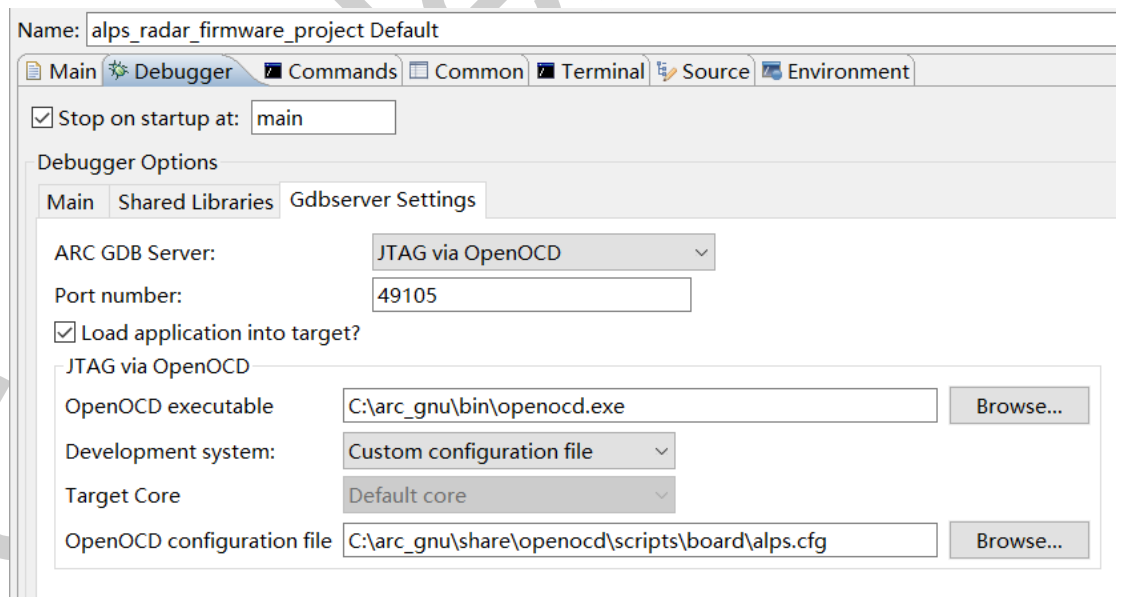 Name: alps_radar_firmware_project Default
Main Debugger Commands Common Terminal Source Environment
Stop on startup at: main
Debugger Options
Main Shared Libraries Gdbserver Settings
ARC GDB Server: JTAG via OpenOCD
Port number: 49105
Load application into target?
JTAG via OpenOCD
OpenOCD executable C:\arc_gnu\bin\openocd.exe Browse...
Development system: Custom configuration file
Target Core Default core
OpenOCD configuration file C:\arc_gnu\share\openocd\scripts\board\alps.cfg Browse...